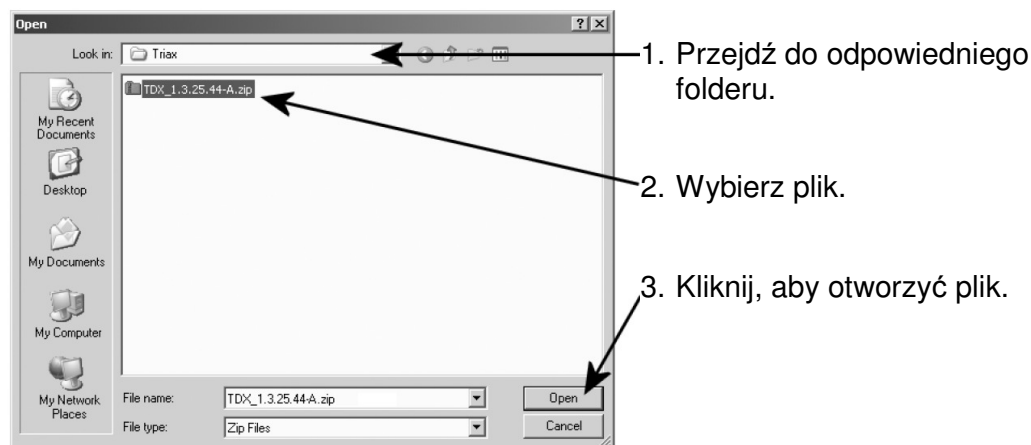 Open
Look in:
Triax
TDX_1.3.25.44-A.zip
My Recent
Documents
Desktop
My Documents
My Computer
My Network
Places
File name:
TDX_1.3.25.44-A.zip
Open
File type:
Zip Files
Cancel
1. Przejdź do odpowiedniego
folderu.
2. Wybierz plik.
3. Kliknij, aby otworzyć plik.